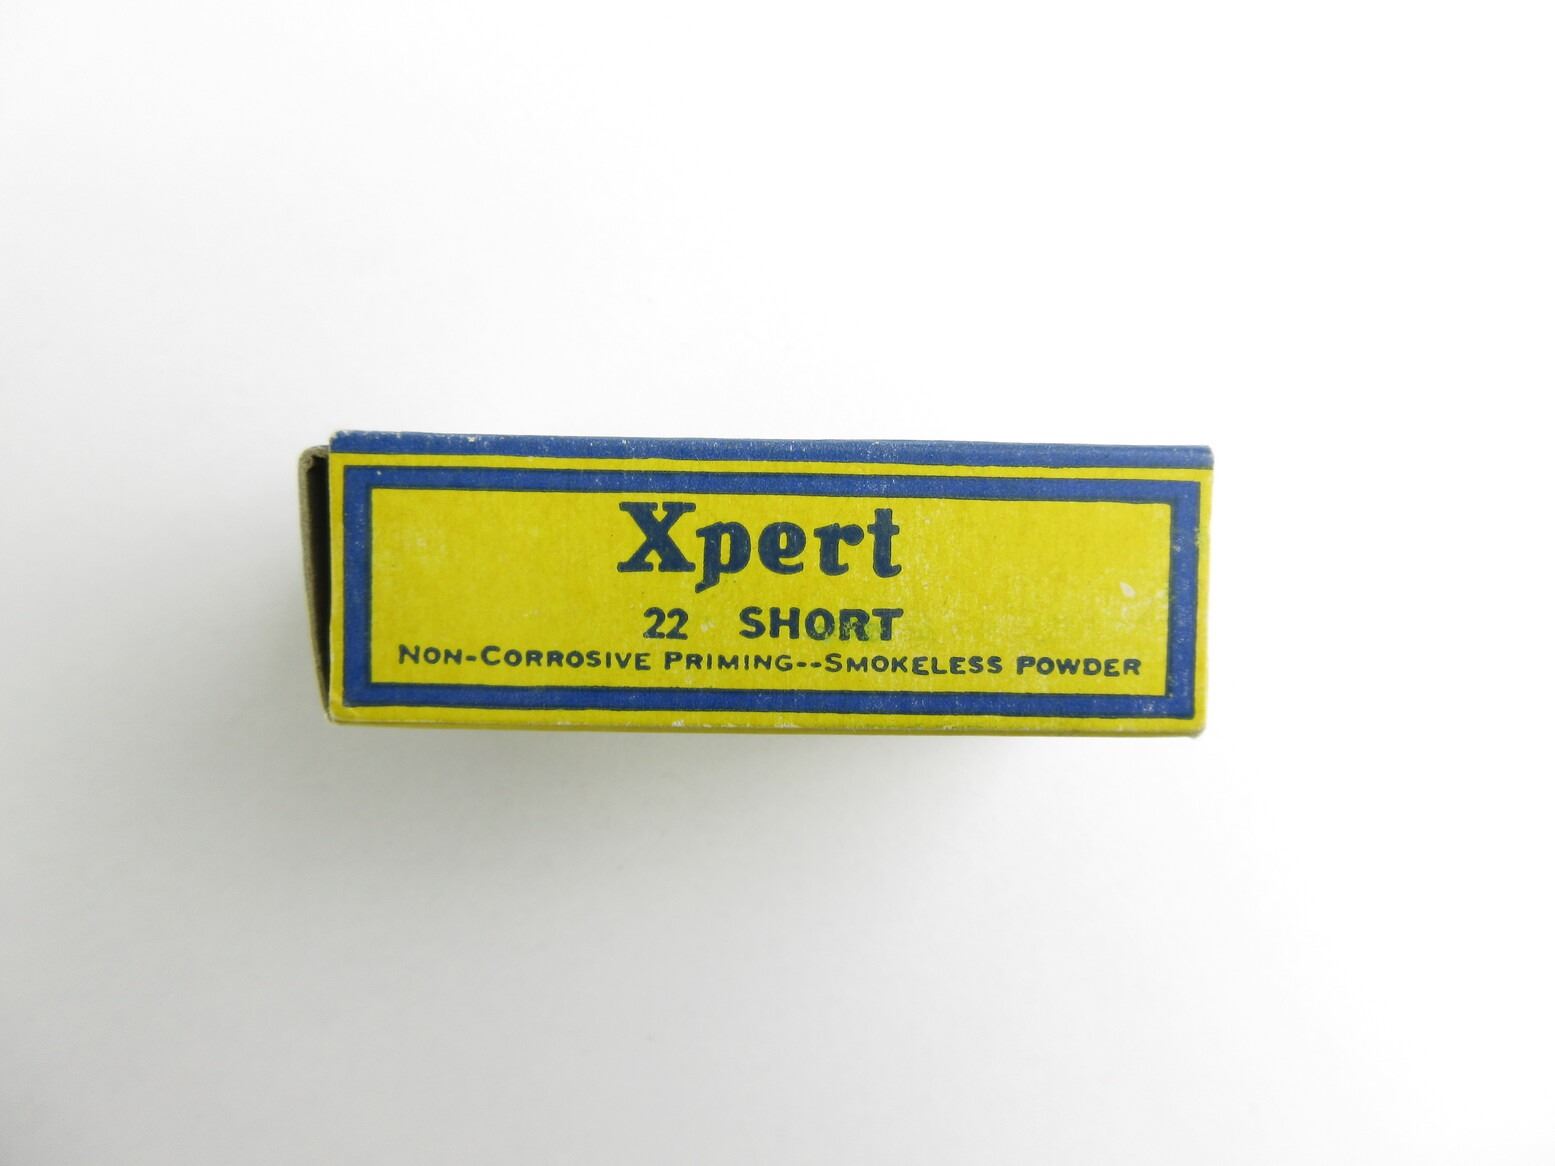 Xpert
22 SHORT
NON-CORROSIVE PRIMING--SMOKELESS POWDER